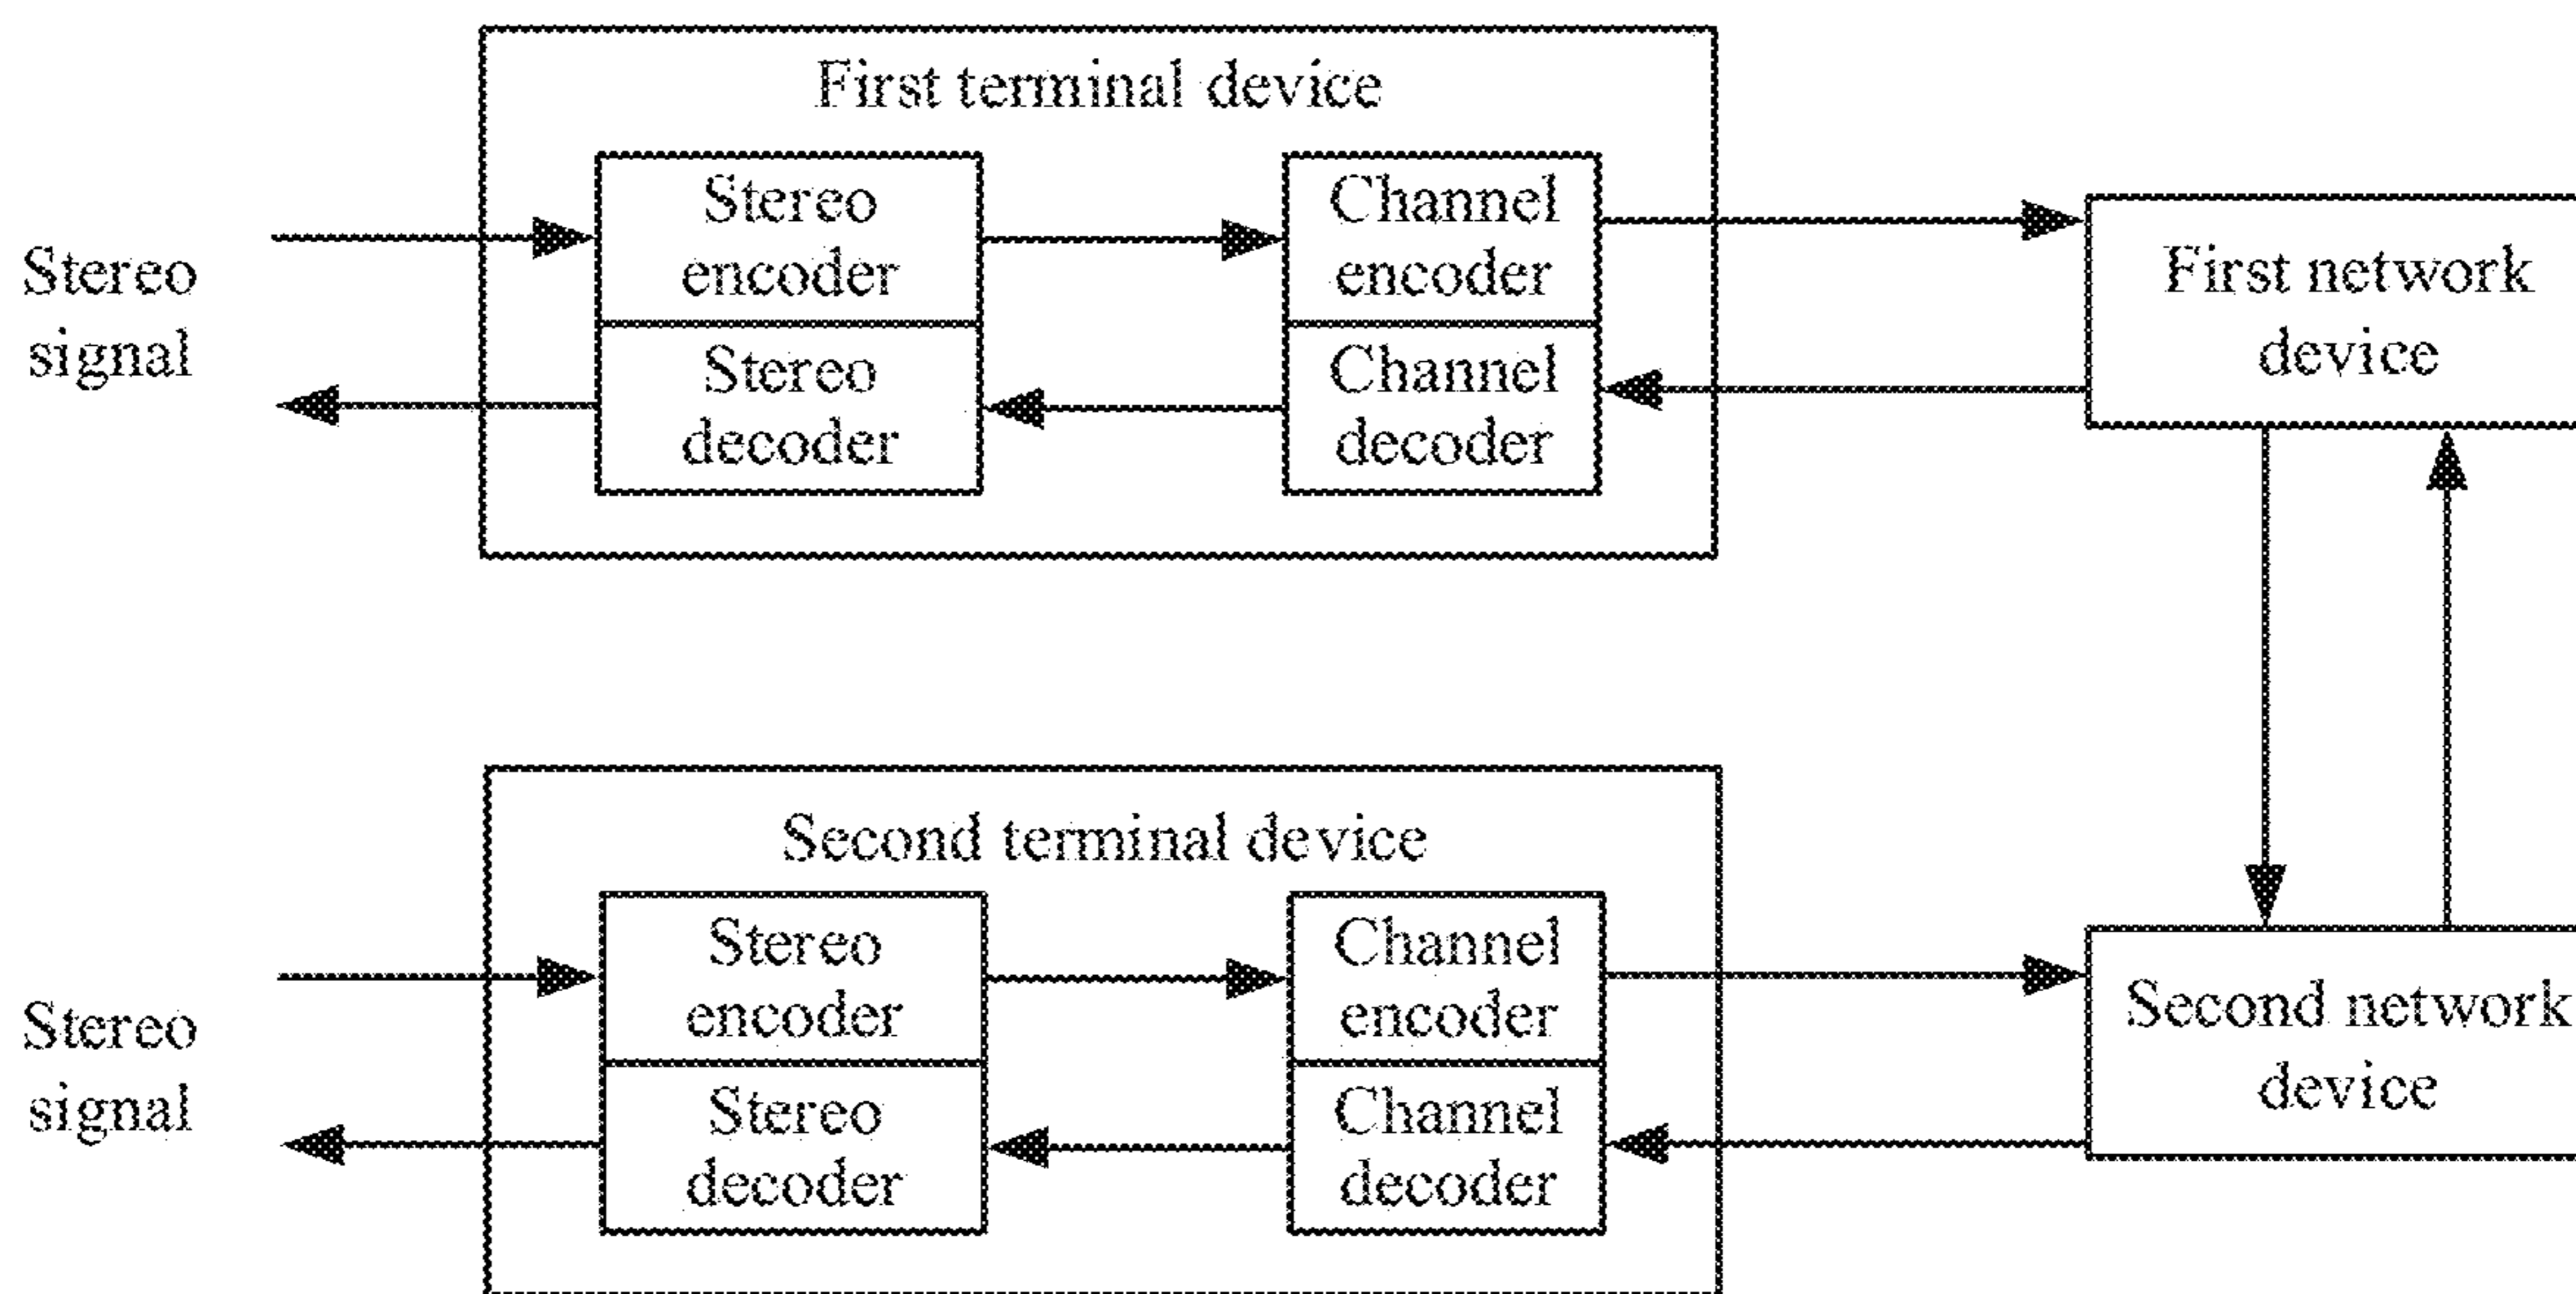 First terminal device
Stereo
signal
Stereo
encoder
Stereo
decoder
Channel
encoder
Channel
decoder
First network
device
Second terminal device
Stereo
signal
Stereo
encoder
Stereo
decoder
Channel
encoder
Channel
decoder
Second network
device